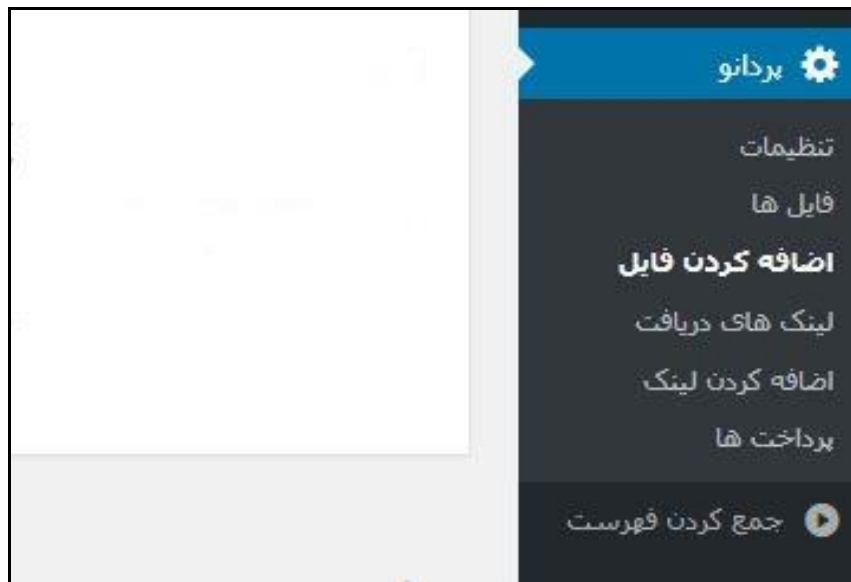 پردانو
تنظیمات
فایل ها
اضافه کردن فایل
لینک های دریافت
اضافه کردن لینک
پرداخت ها
جمع کردن فهرست